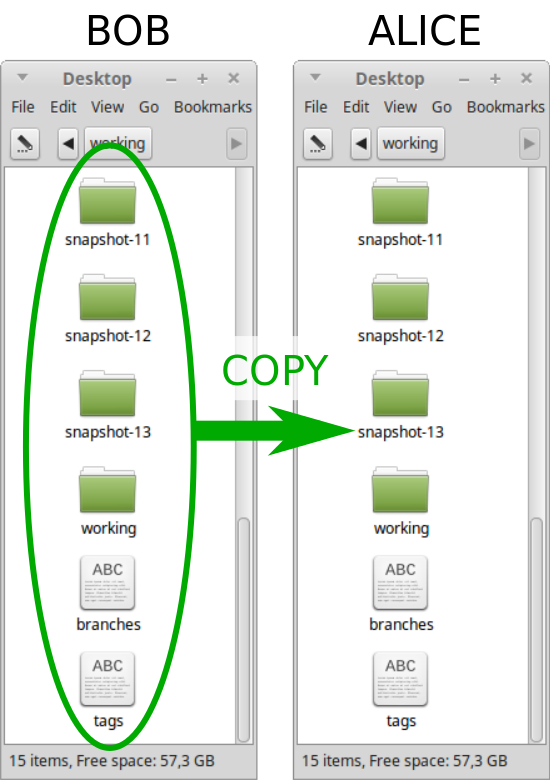 BOB
ALICE
Desktop
File Edit View Go Bookmarks
working
snapshot-11
snapshot-12
snapshot-13
working
ABC
branches
ABC
tags
15 items, Free space: 57,3 GB
COPY
Desktop
File Edit View Go Bookmarks
working
snapshot-11
snapshot-12
snapshot-13
working
ABC
branches
ABC
tags
15 items, Free space: 57,3 GB